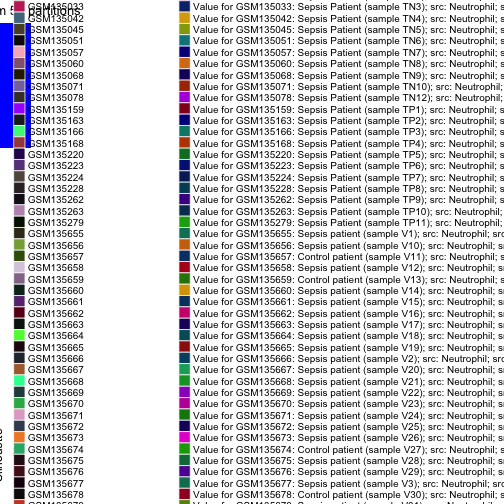 partitions
GSM135033 Value for GSM135033: Sepsis Patient (sample TN3); src: Neutrophil; s
GSM135042 Value for GSM135042: Sepsis Patient (sample TN4); src: Neutrophil; s
GSM135045 Value for GSM135045: Sepsis Patient (sample TN5); src: Neutrophil; s
GSM135051 Value for GSM135051: Sepsis Patient (sample TN6); src: Neutrophil; s
GSM135057 Value for GSM135057: Sepsis Patient (sample TN7); src: Neutrophil; s
GSM135060 Value for GSM135060: Sepsis Patient (sample TN8); src: Neutrophil; s
GSM135068 Value for GSM135068: Sepsis Patient (sample TN9); src: Neutrophil; s
GSM135071 Value for GSM135071: Sepsis Patient (sample TN10); src: Neutrophil;
GSM135078 Value for GSM135078: Sepsis Patient (sample TN12); src: Neutrophil;
GSM135159 Value for GSM135159: Sepsis Patient (sample TP1); src: Neutrophil; s
GSM135163 Value for GSM135163: Sepsis Patient (sample TP2); src: Neutrophil; s
GSM135166 Value for GSM135166: Sepsis Patient (sample TP3); src: Neutrophil; s
GSM135168 Value for GSM135168: Sepsis Patient (sample TP4); src: Neutrophil; s
GSM135220 Value for GSM135220: Sepsis Patient (sample TP5); src: Neutrophil; s
GSM135223 Value for GSM135223: Sepsis Patient (sample TP6); src: Neutrophil; s
GSM135224 Value for GSM135224: Sepsis Patient (sample TP7); src: Neutrophil; s
GSM135228 Value for GSM135228: Sepsis Patient (sample TP8); src: Neutrophil; s
GSM135262 Value for GSM135262: Sepsis Patient (sample TP9); src: Neutrophil; s
GSM135263 Value for GSM135263: Sepsis Patient (sample TP10); src: Neutrophil;
GSM135279 Value for GSM135279: Sepsis Patient (sample TP11); src: Neutrophil;
GSM135655 Value for GSM135655: Sepsis patient (sample V1); src: Neutrophil; src
GSM135656 Value for GSM135656: Sepsis patient (sample V10); src: Neutrophil; s
GSM135657 Value for GSM135657: Control patient (sample V11); src: Neutrophil; s
GSM135658 Value for GSM135658: Sepsis patient (sample V12); src: Neutrophil; s
GSM135659 Value for GSM135659: Control patient (sample V13); src: Neutrophil; s
GSM135660 Value for GSM135660: Sepsis patient (sample V14); src: Neutrophil; s
GSM135661 Value for GSM135661: Sepsis patient (sample V15); src: Neutrophil; s
GSM135662 Value for GSM135662: Sepsis patient (sample V16); src: Neutrophil; s
GSM135663 Value for GSM135663: Sepsis patient (sample V17); src: Neutrophil; s
GSM135664 Value for GSM135664: Sepsis patient (sample V18); src: Neutrophil; s
GSM135665 Value for GSM135665: Sepsis patient (sample V19); src: Neutrophil; s
GSM135666 Value for GSM135666: Sepsis patient (sample V2); src: Neutrophil; src
GSM135667 Value for GSM135667: Sepsis patient (sample V20); src: Neutrophil; s
GSM135668 Value for GSM135668: Sepsis patient (sample V21); src: Neutrophil; s
GSM135669 Value for GSM135669: Sepsis patient (sample V22); src: Neutrophil; s
GSM135670 Value for GSM135670: Sepsis patient (sample V23); src: Neutrophil; s
GSM135671 Value for GSM135671: Sepsis patient (sample V24); src: Neutrophil; s
GSM135672 Value for GSM135672: Sepsis patient (sample V25); src: Neutrophil; s
GSM135673 Value for GSM135673: Sepsis patient (sample V26); src: Neutrophil; s
GSM135674 Value for GSM135674: Control patient (sample V27); src: Neutrophil; s
GSM135675 Value for GSM135675: Sepsis patient (sample V28); src: Neutrophil; s
GSM135676 Value for GSM135676: Sepsis patient (sample V29); src: Neutrophil; s
GSM135677 Value for GSM135677: Sepsis patient (sample V3); src: Neutrophil; src
GSM135678 Value for GSM135678: Control patient (sample V30); src: Neutrophil; s